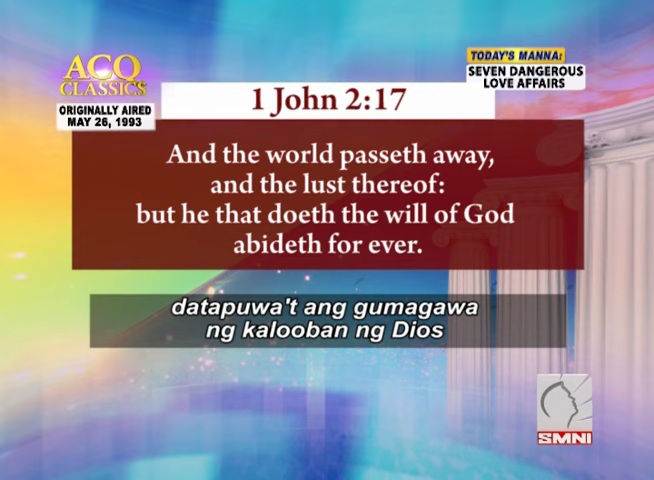 ACQ
CLASSICS
ORIGINALLY AIRED
MAY 26, 1993
TODAY'S MANNA:
SEVEN DANGEROUS
LOVE AFFAIRS
1 John 2:17
And the world passeth away,
and the lust thereof:
but he that doeth the will of God
abideth for ever.
datapuwa't ang gumagawa
ng kalooban ng Dios
SMNI